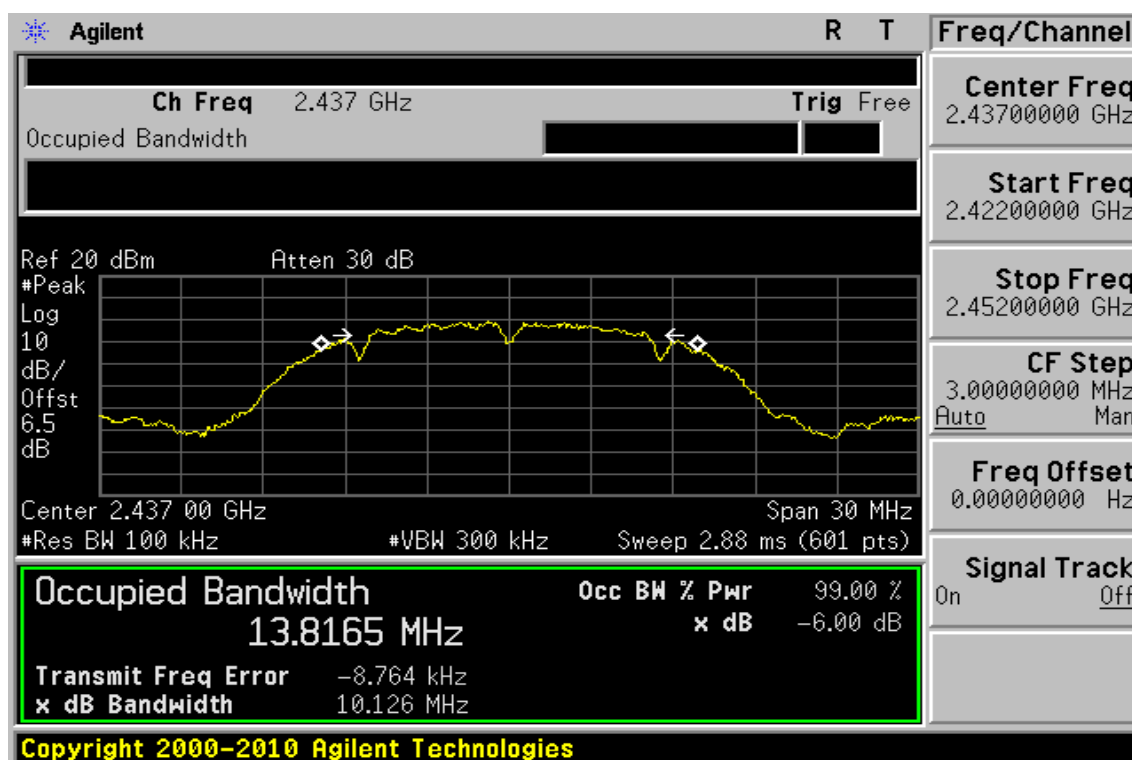 Agilent R T
Ch Freq 2.437 GHz Trig Free
Occupied Bandwidth
Ref 20 dBm Atten 30 dB
#Peak
Log
10
dB/
Offst
6.5
dB
Center 2.437 00 GHz Span 30 MHz
#Res BW 100 kHz #VBW 300 kHz Sweep 2.88 ms (601 pts)
Occupied Bandwidth Occ BW % Pwr 99.00 %
13.8165 MHz x dB -6.00 dB
Transmit Freq Error -8.764 kHz
x dB Bandwidth 10.126 MHz
Copyright 2000-2010 Agilent Technologies
Freq/Channel
Center Freq
2.43700000 GHz
Start Freq
2.42200000 GHz
Stop Freq
2.45200000 GHz
CF Step
3.00000000 MHz
Auto Man
Freq Offset
0.00000000 Hz
Signal Track
On Off